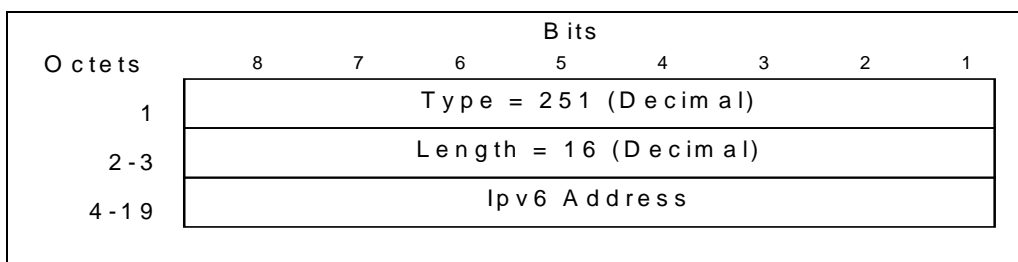 Bits
Octets 8 7 6 5 4 3 2 1
1 Type = 251 (Decimal)
2-3 Length = 16 (Decimal)
4-19 Ipv6 Address